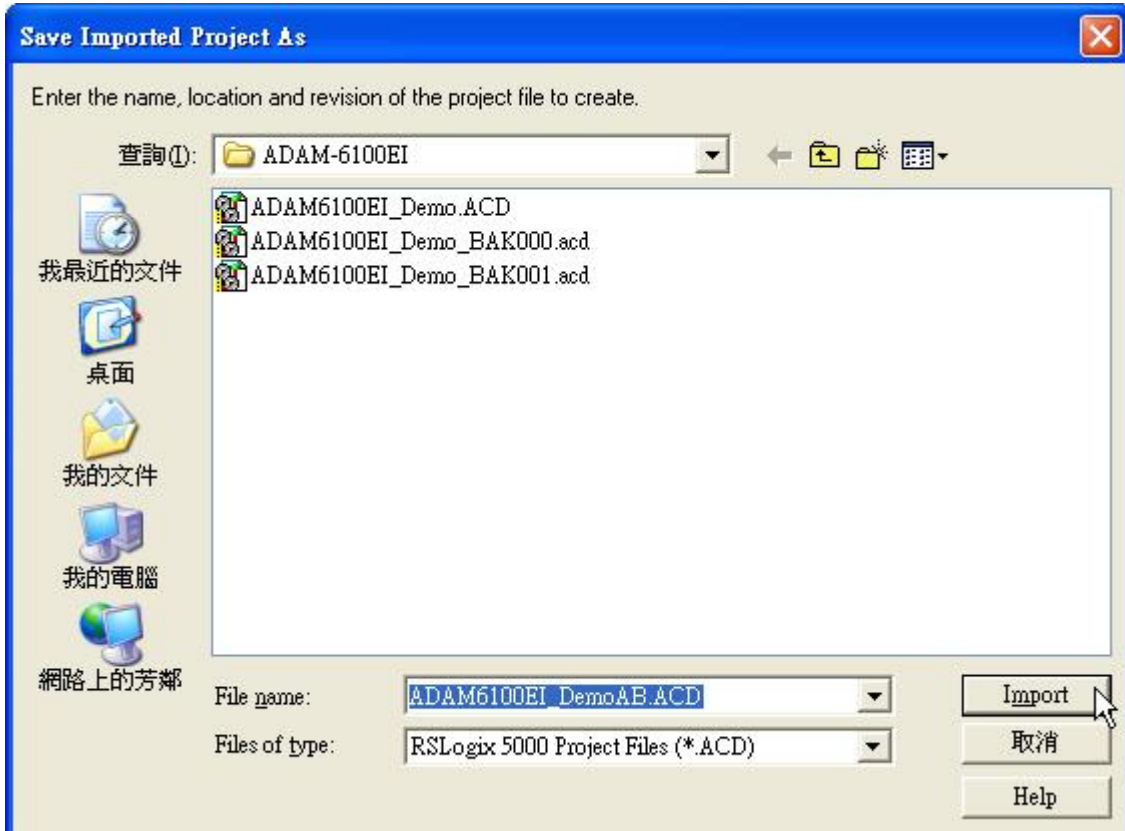 Save Imported Project As
Enter the name, location and revision of the project file to create.
查詢(I):
ADAM-6100EI
ADAM6100EI_Demo.ACD
ADAM6100EI_Demo_BAK000.acd
ADAM6100EI_Demo_BAK001.acd
我最近的文件
桌面
我的文件
我的電腦
網路上的芳鄰
File name:
ADAM6100EI_DemoAB.ACD
Import
Files of type:
RSLogix 5000 Project Files (*.ACD)
取消
Help